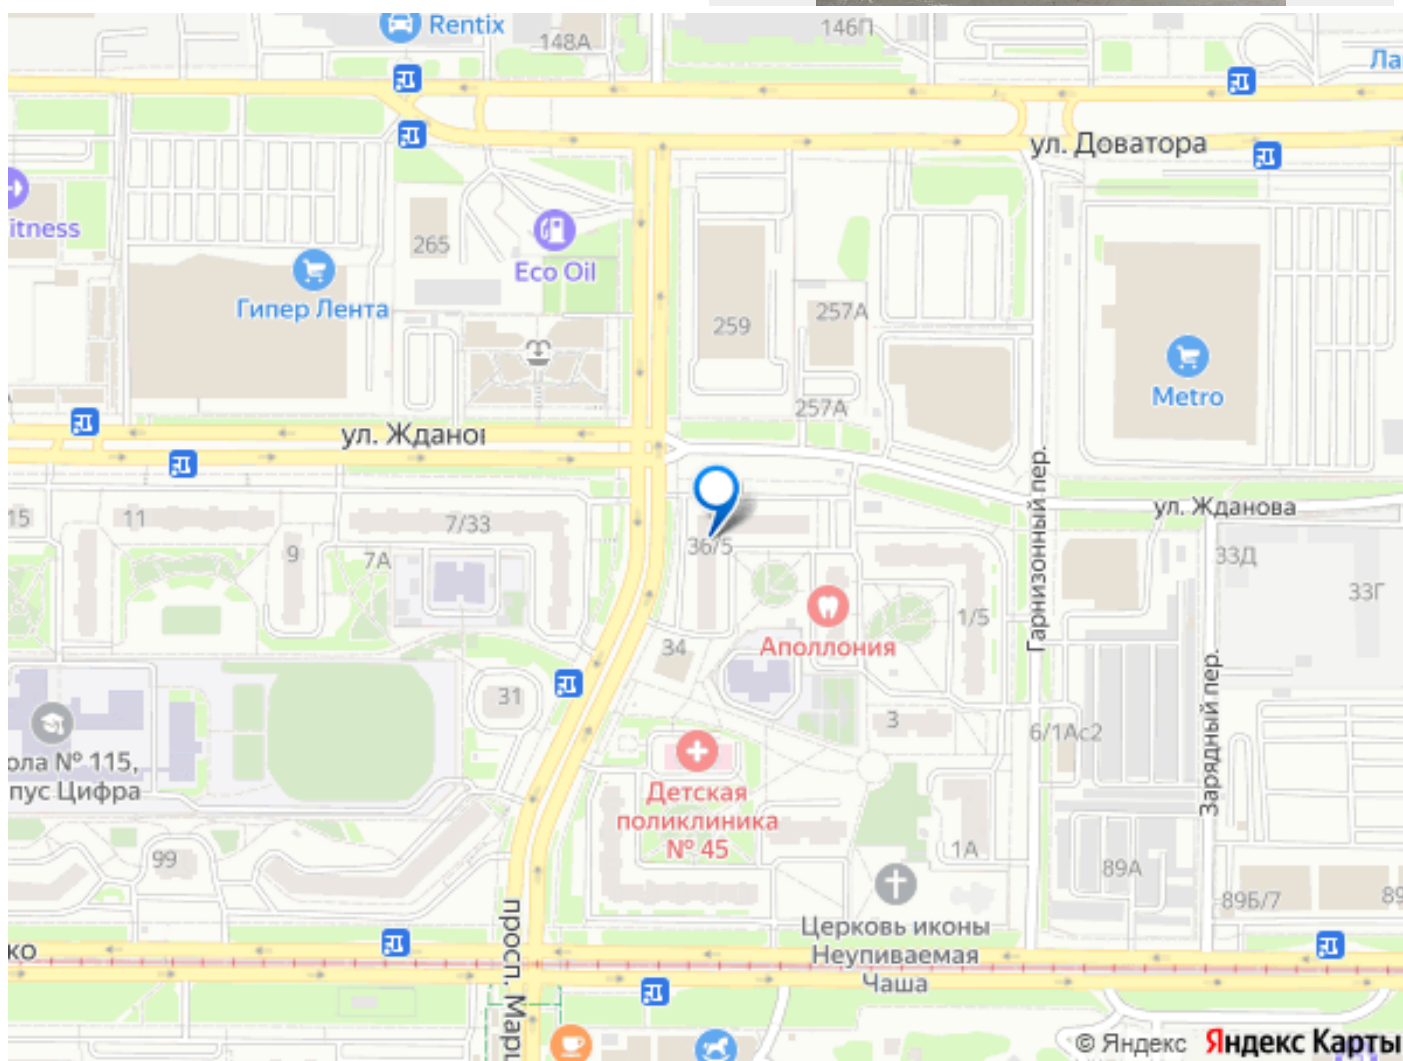 Rentix
148А
146П
Ла
ул. Доватора
itness
265
Eco Oil
Гипер Лента
259
257А
Metro
257А
ул. Ждано
ул. Жданова
15
11
7/33
9
7А
36/5
Гарнизонный пер.
33Д
33Г
1/5
Аполлония
34
31
3
6/1Ас2
Зарядный пер.
ола № 115,
пус Цифра
Детская
поликлиника
№ 45
99
1А
89А
89Б/7
89
Церковь иконы
Неупиваемая
Чаша
ко
просп. Мар
© Яндекс Яндекс Карты